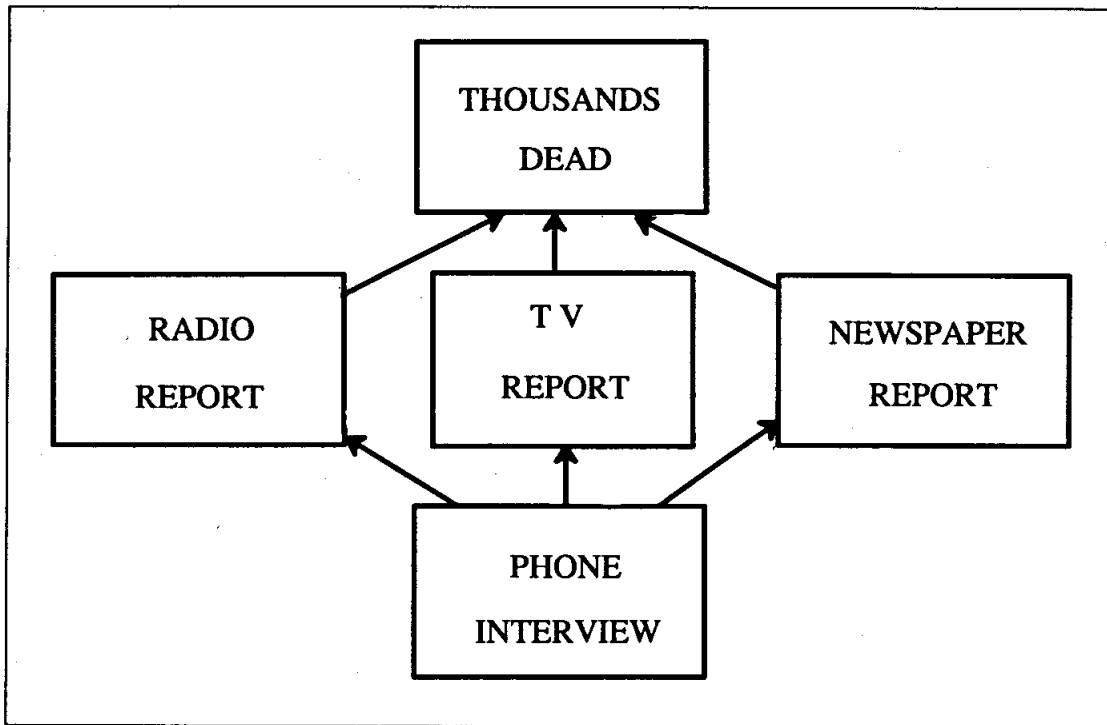 THOUSANDS
DEAD
RADIO
REPORT
T V
REPORT
NEWSPAPER
REPORT
PHONE
INTERVIEW